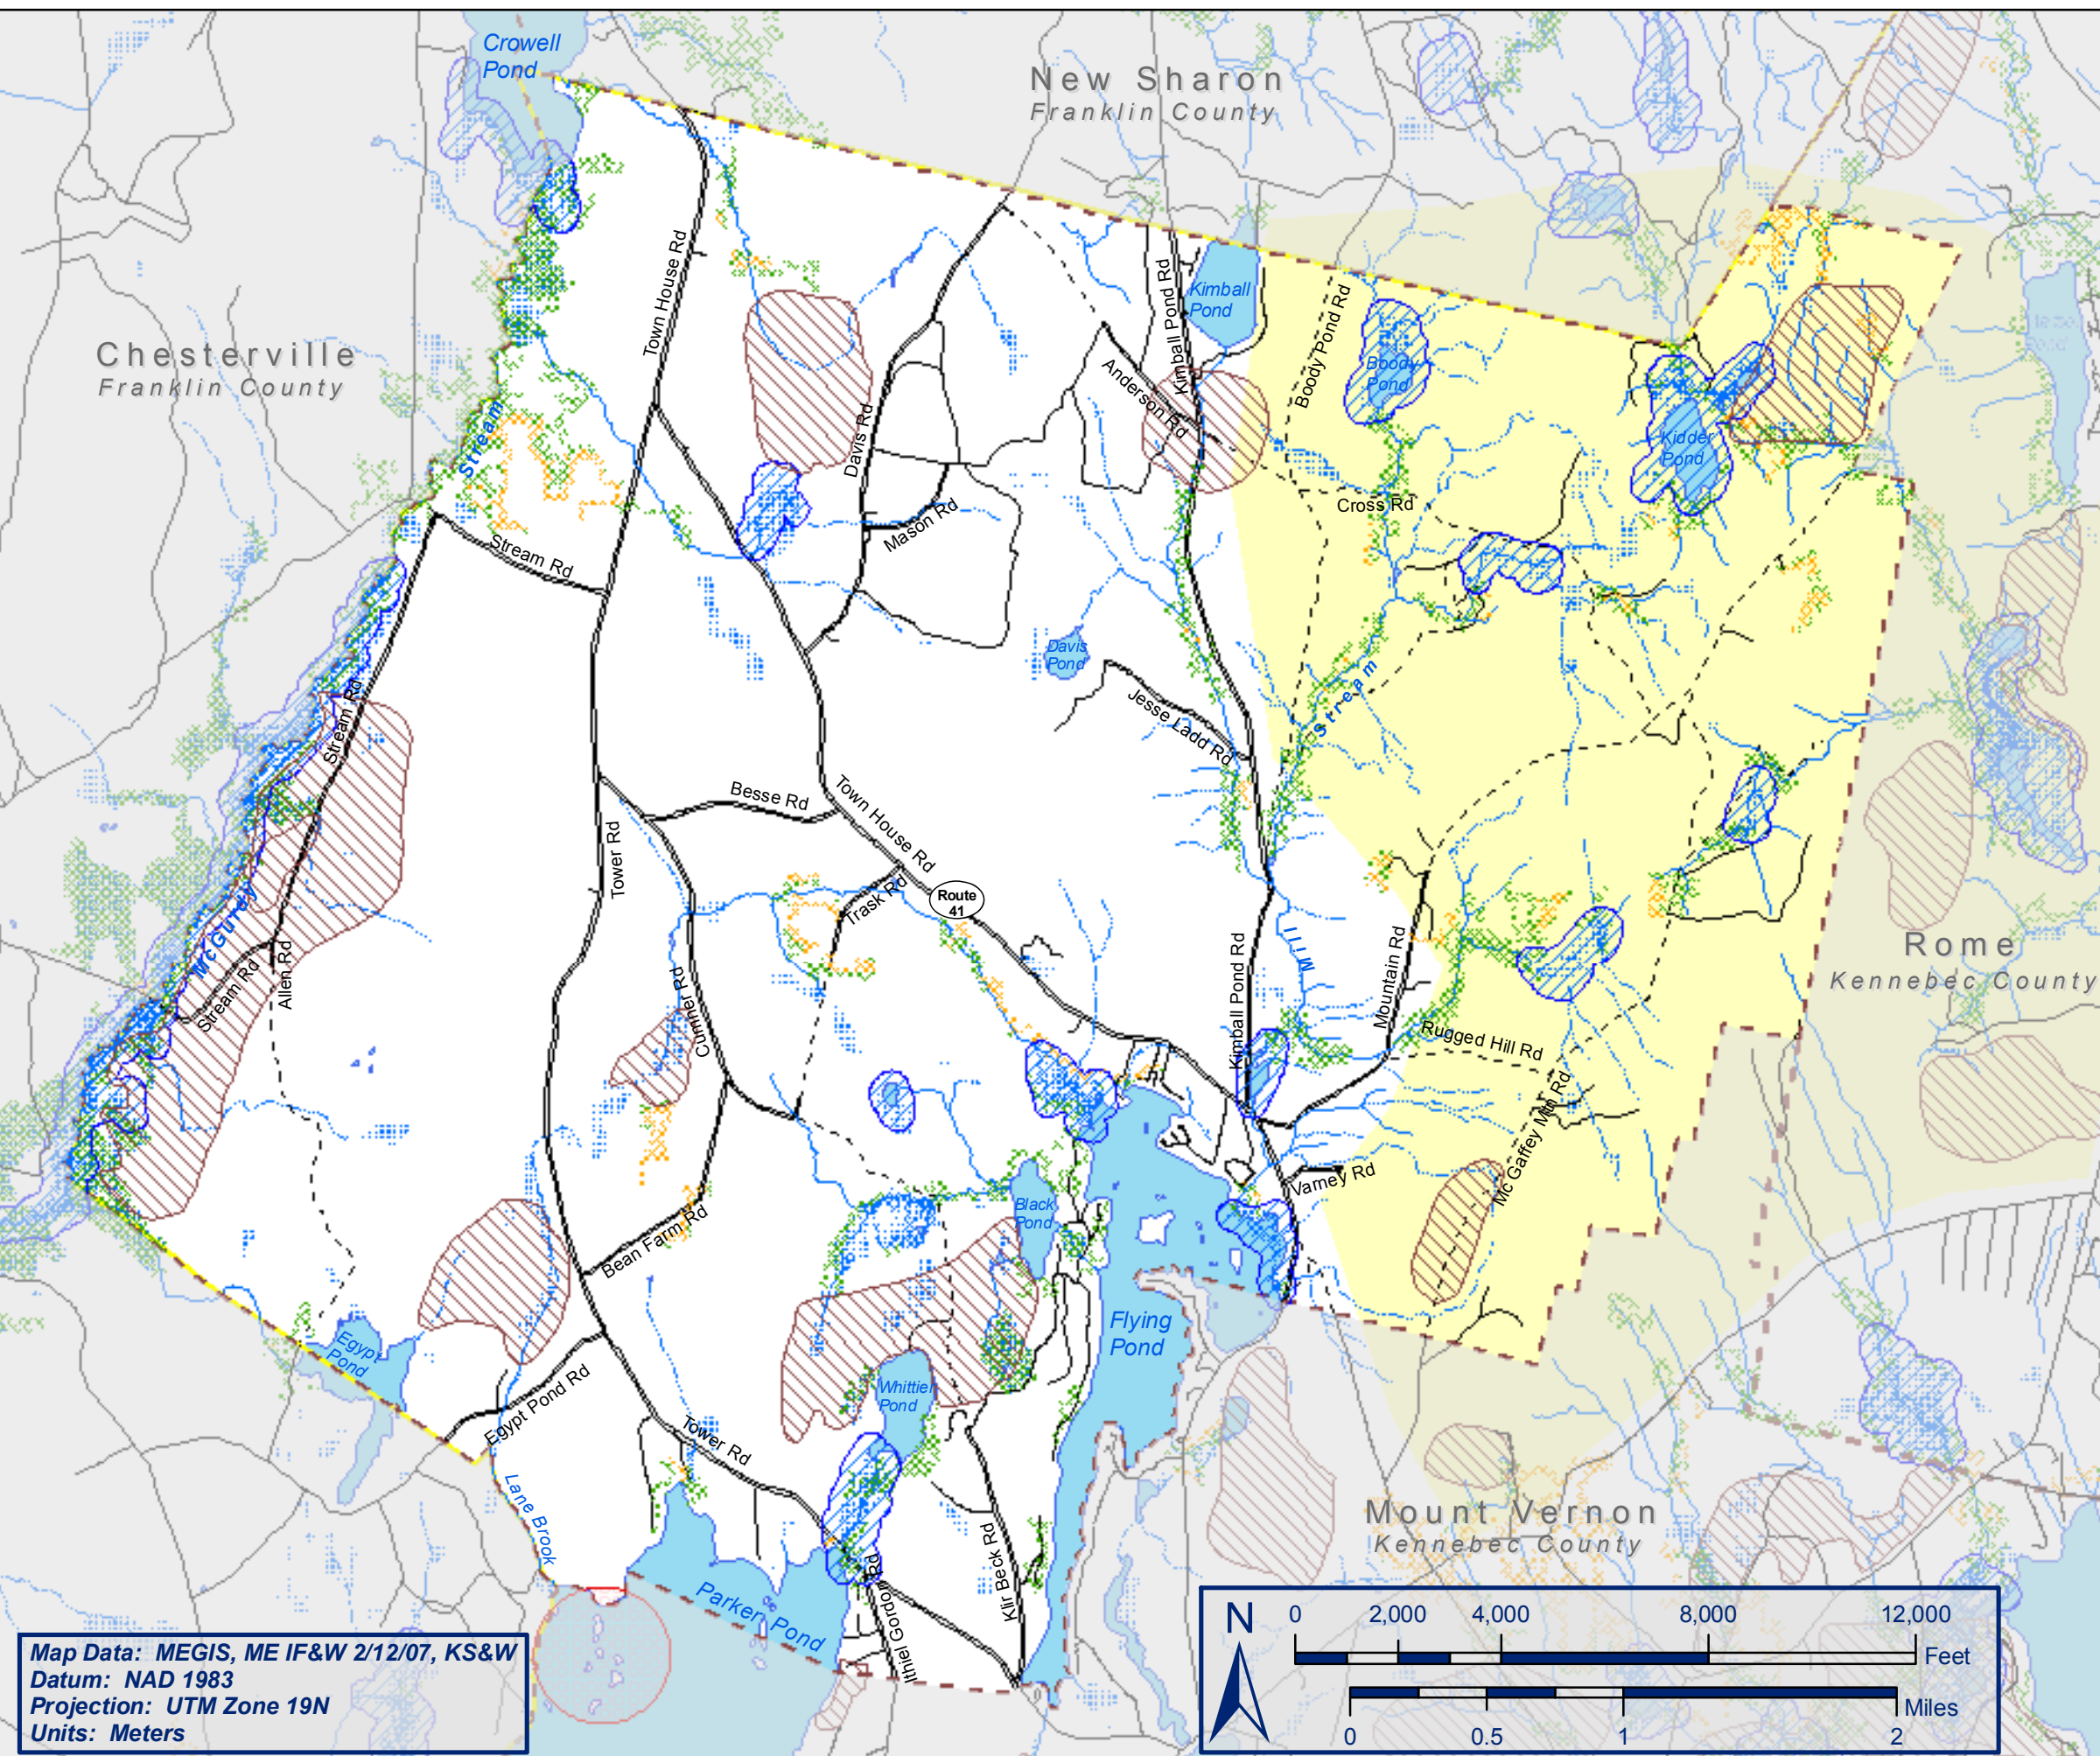 Crowell
Pond
New Sharon
Franklin County
Chesterville
Franklin County
Town House Rd
Kimball Pond Rd
Kimball
Pond
Boody Pond Rd
Boody
Pond
Anderson Rd
Davis Rd
Stream
Kidder
Pond
Cross Rd
Mason Rd
Stream Rd
Davis
Pond
Stream
Jesse Ladd Rd
Stream Rd
Besse Rd
Town House Rd
Tower Rd
Trask Rd
Route
41
McGurdy
Stream Rd
Allen Rd
Cumner Rd
Kimball Pond Rd
Mill
Mountain Rd
Rome
Kennebec County
Rugged Hill Rd
Mc Gaffey Mtn Rd
Varney Rd
Black
Pond
Bean Farm Rd
Flying
Pond
Egypt
Pond
Whittier
Pond
Egypt Pond Rd
Tower Rd
Lane Brook
Mount Vernon
Kennebec County
Klir Beck Rd
Ithiel Gordon Rd
Parker Pond
Map Data: MEGIS, ME IF&W 2/12/07, KS&W
Datum: NAD 1983
Projection: UTM Zone 19N
Units: Meters
N
0 2,000 4,000 8,000 12,000
Feet
Miles
0 0.5 1 2